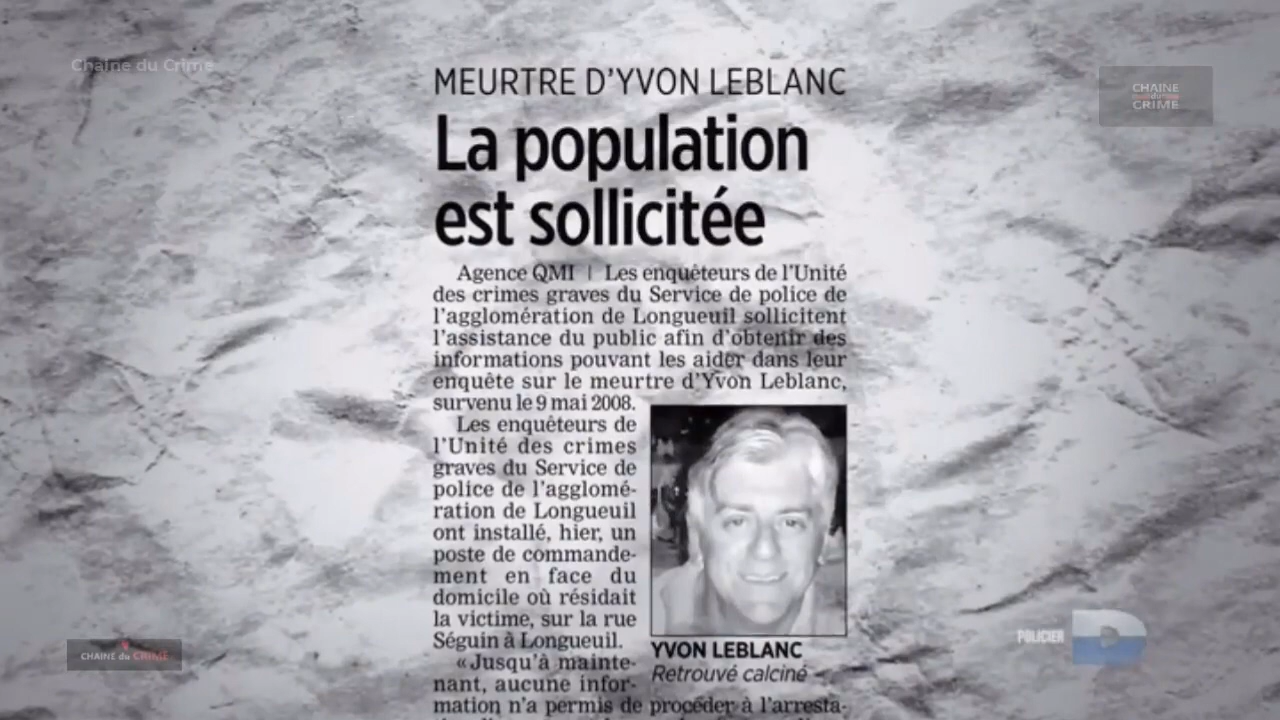 Chaine du Crime
CHAINE
du
CRIME
MEURTRE D'YVON LEBLANC
La population
est sollicitée
Agence QMI | Les enquêteurs de l'Unité
des crimes graves du Service de police de
l'agglomération de Longueuil sollicitent
l'assistance du public afin d'obtenir des
informations pouvant les aider dans leur
enquête sur le meurtre d'Yvon Leblanc,
survenu le 9 mai 2008.
Les enquêteurs de
l'Unité des crimes
graves du Service de
police de l'agglomé-
ration de Longueuil
ont installé, hier, un
poste de commande-
ment en face du
domicile où résidait
la victime, sur la rue
Séguin à Longueuil.
«Jusqu'à mainte-
nant, aucune infor-
mation n'a permis de procéder à l'arresta-
YVON LEBLANC
Retrouvé calciné
CHAINE du CRIME
POLICIER
D